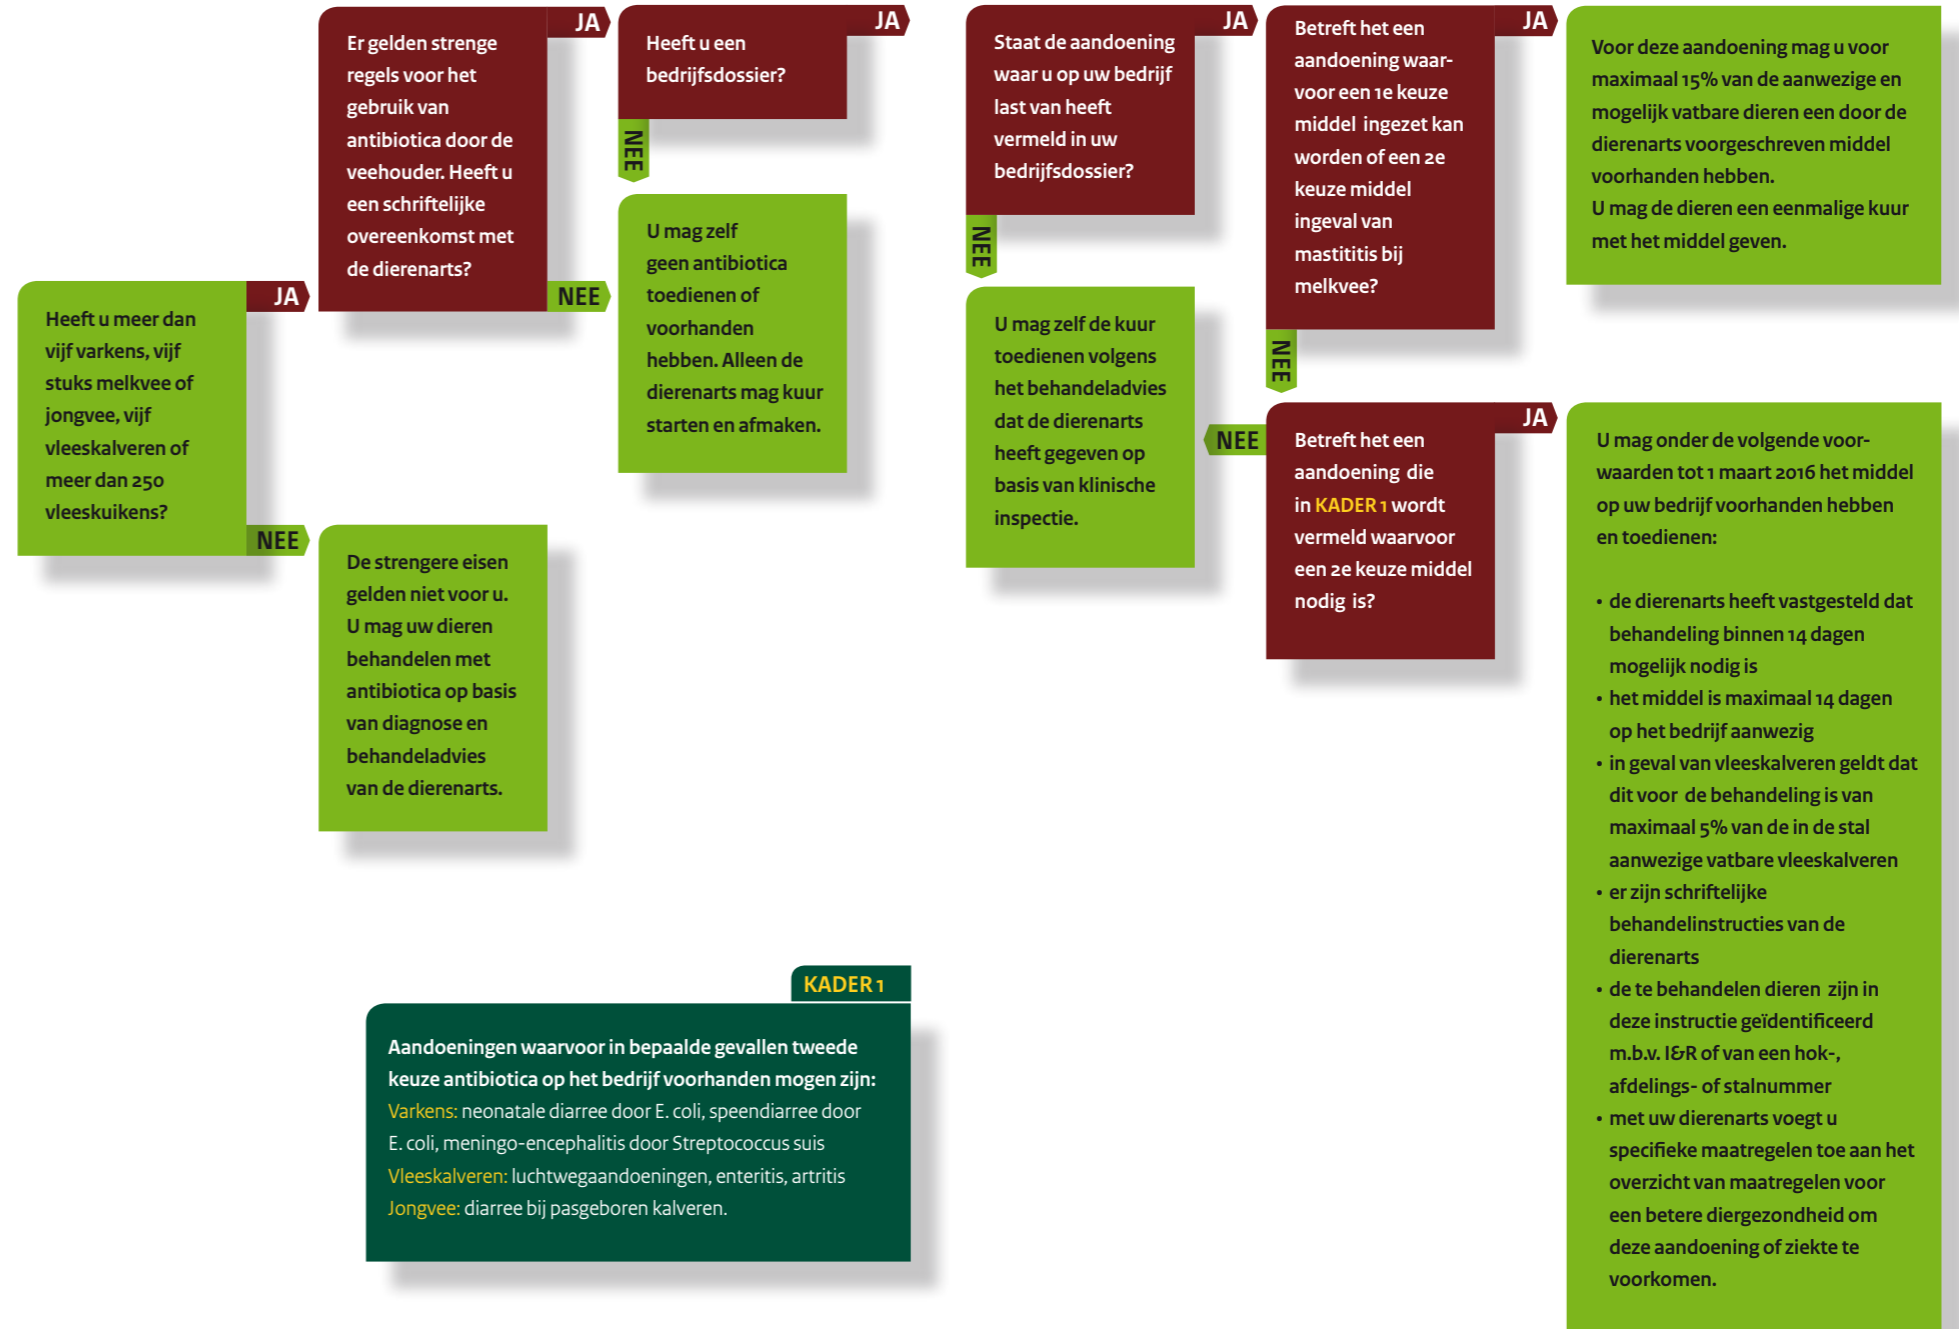 Heeft u meer dan
vijf varkens, vijf
stuks melkvee of
jongvee, vijf
vleeskalveren of
meer dan 250
vleeskuikens?
JA
NEE
Er gelden strenge
regels voor het
gebruik van
antibiotica door de
veehouder. Heeft u
een schriftelijke
overeenkomst met
de dierenarts?
JA
NEE
De strengere eisen
gelden niet voor u.
U mag uw dieren
behandelen met
antibiotica op basis
van diagnose en
behandeladvies
van de dierenarts.
Heeft u een
bedrijfsdossier?
JA
NEE
U mag zelf
geen antibiotica
toedienen of
voorhanden
hebben. Alleen de
dierenarts mag kuur
starten en afmaken.
Staat de aandoening
waar u op uw bedrijf
last van heeft
vermeld in uw
bedrijfsdossier?
JA
NEE
U mag zelf de kuur
toedienen volgens
het behandeladvies
dat de dierenarts
heeft gegeven op
basis van klinische
inspectie.
Betreft het een
aandoening waar-
voor een 1e keuze
middel ingezet kan
worden of een 2e
keuze middel
ingeval van
mastititis bij
melkvee?
JA
NEE
Betreft het een
aandoening die
in KADER 1 wordt
vermeld waarvoor
een 2e keuze middel
nodig is?
JA
NEE
Voor deze aandoening mag u voor
maximaal 15% van de aanwezige en
mogelijk vatbare dieren een door de
dierenarts voorgeschreven middel
voorhanden hebben.
U mag de dieren een eenmalige kuur
met het middel geven.
U mag onder de volgende voor-
waarden tot 1 maart 2016 het middel
op uw bedrijf voorhanden hebben
en toedienen:
• de dierenarts heeft vastgesteld dat
behandeling binnen 14 dagen
mogelijk nodig is
• het middel is maximaal 14 dagen
op het bedrijf aanwezig
• in geval van vleeskalveren geldt dat
dit voor de behandeling is van
maximaal 5% van de in de stal
aanwezige vatbare vleeskalveren
• er zijn schriftelijke
behandelinstructies van de
dierenarts
• de te behandelen dieren zijn in
deze instructie geïdentificeerd
m.b.v. I&R of van een hok-,
afdelings- of stalnummer
• met uw dierenarts voegt u
specifieke maatregelen toe aan het
overzicht van maatregelen voor
een betere diergezondheid om
deze aandoening of ziekte te
voorkomen.
KADER 1
Aandoeningen waarvoor in bepaalde gevallen tweede
keuze antibiotica op het bedrijf voorhanden mogen zijn:
Varkens: neonatale diarree door E. coli, speendiarree door
E. coli, meningo-encephalitis door Streptococcus suis
Vleeskalveren: luchtwegaandoeningen, enteritis, artritis
Jongvee: diarree bij pasgeboren kalveren.